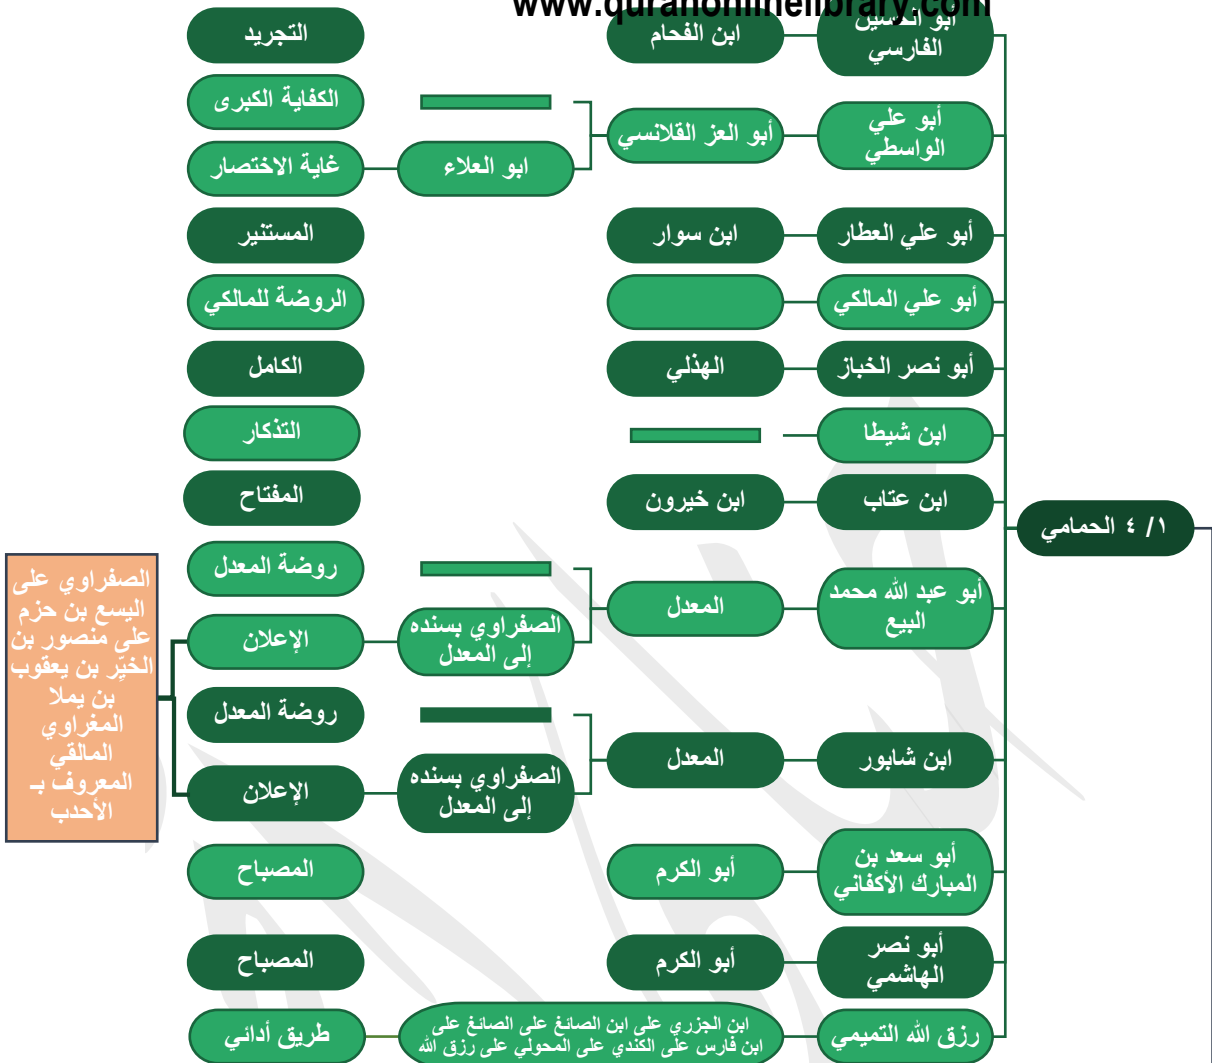 www.quranonlinelibrary.com
١/ ٤ الحمامي
أبو الحسين
الفارسي
ابن الفحام
التجريد
أبو علي
الواسطي
أبو العز القلانسي
الكفاية الكبرى
ابو العلاء
غاية الاختصار
أبو علي العطار
ابن سوار
المستنير
أبو علي المالكي
الروضة للمالكي
أبو نصر الخباز
الهذلي
الكامل
ابن شيطا
التذكار
ابن عتاب
ابن خيرون
المفتاح
أبو عبد الله محمد
البيع
المعدل
روضة المعدل
الصفراوي بسنده
إلى المعدل
الإعلان
ابن شابور
المعدل
روضة المعدل
الصفراوي بسنده
إلى المعدل
الإعلان
الصفراوي على
اليسع بن حزم
على منصور بن
الخيّر بن يعقوب
بن يملا
المغراوي
المالقي
المعروف بـ
الأحدب
أبو سعد بن
المبارك الأكفاني
أبو الكرم
المصباح
أبو نصر
الهاشمي
أبو الكرم
المصباح
رزق الله التميمي
ابن الجزري على ابن الصائغ على الصائغ على
ابن فارس على الكندي على المحولي على رزق الله
طريق أدائي